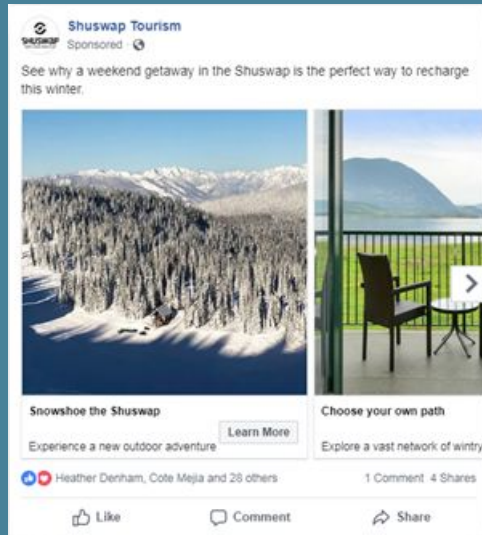 SHUSWAP
Shuswap Tourism
Sponsored ·
See why a weekend getaway in the Shuswap is the perfect way to recharge
this winter.
Snowshoe the Shuswap
Experience a new outdoor adventure
Learn More
Choose your own path
Explore a vast network of wintry
Heather Denham, Cote Mejia and 28 others
1 Comment 4 Shares
Like
Comment
Share